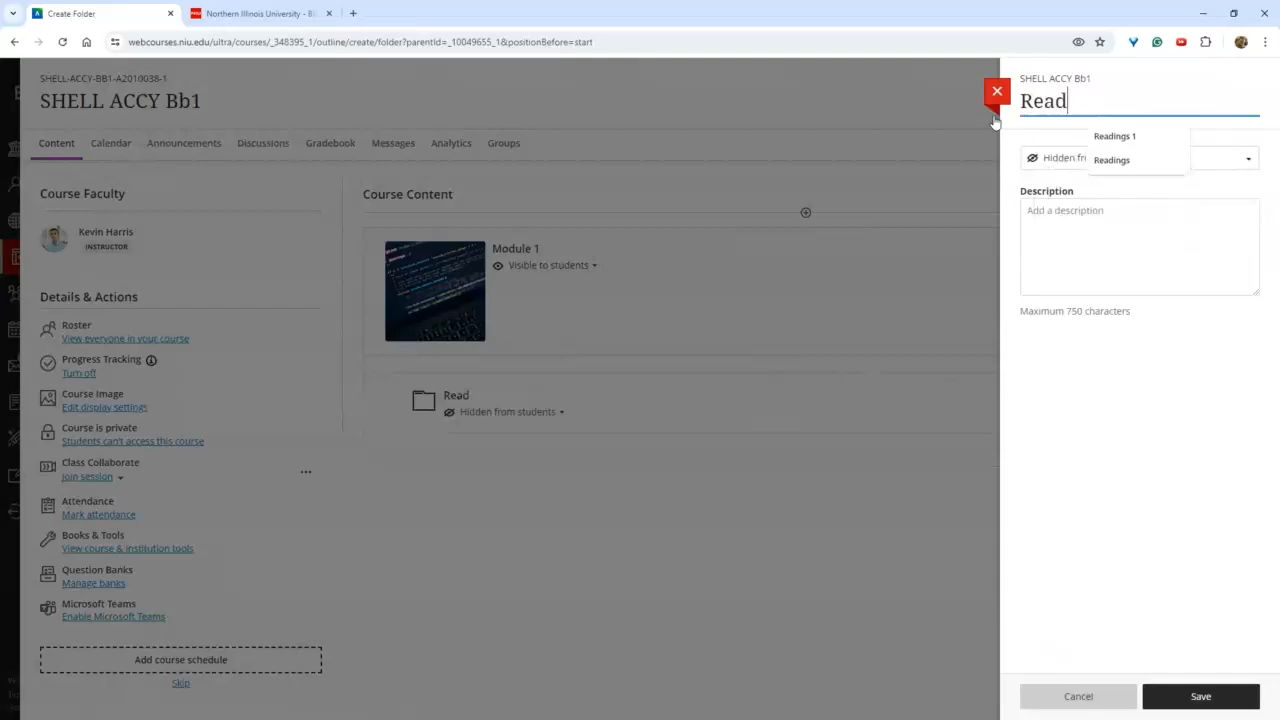 Create Folder
Northern Illinois University - Bl
webcourses.niu.edu/ultra/courses/_348395_1/outline/create/folder?parentId=_10049655_1&positionBefore=start
SHELL-ACCY-BB1-A2010038-1
SHELL ACCY Bb1
Content Calendar Announcements Discussions Gradebook Messages Analytics Groups
Course Faculty
Kevin Harris
INSTRUCTOR
Details & Actions
Roster
View everyone in your course
Progress Tracking
Turn off
Course Image
Edit display settings
Course is private
Students can't access this course
Class Collaborate
Join session
Attendance
Mark attendance
Books & Tools
View course & institution tools
Question Banks
Manage banks
Microsoft Teams
Enable Microsoft Teams
Add course schedule
Skip
Course Content
Module 1
Visible to students
Read
Hidden from students
SHELL ACCY Bb1
Read
Readings 1
Readings
Hidden fr
Description
Add a description
Maximum 750 characters
Cancel
Save